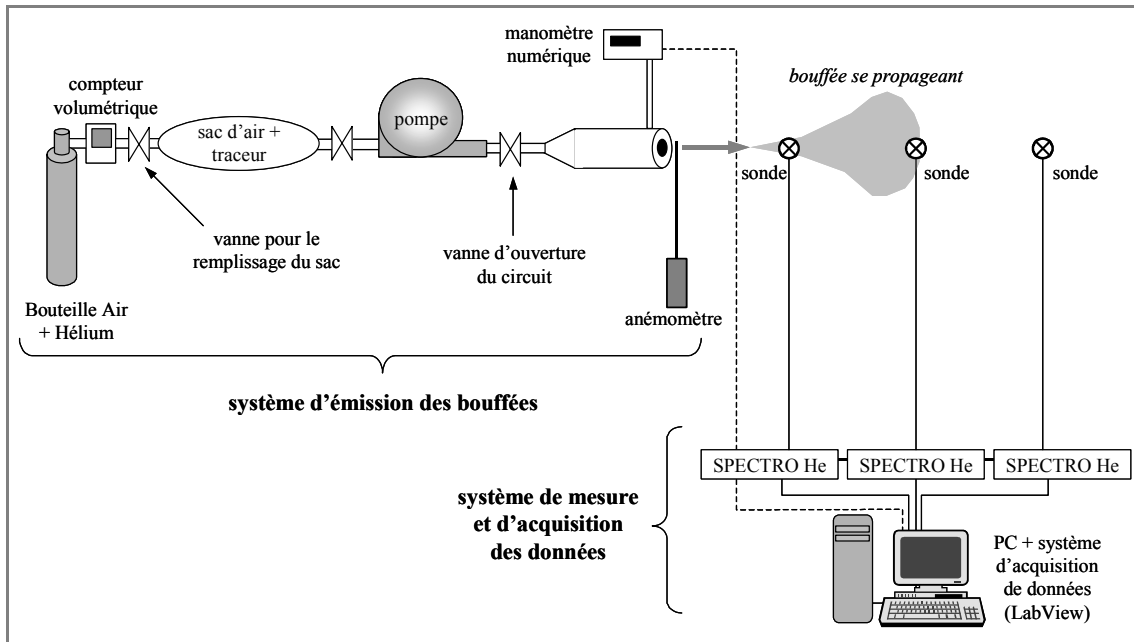 manomètre
numérique
compteur
volumétrique
bouffée se propageant
sac d'air +
traceur
pompe
sonde
sonde
sonde
vanne pour le
remplissage du sac
vanne d'ouverture
du circuit
Bouteille Air
+ Hélium
anémomètre
système d'émission des bouffées
SPECTRO He
SPECTRO He
SPECTRO He
système de mesure
et d'acquisition
des données
PC + système
d'acquisition
de données
(LabView)